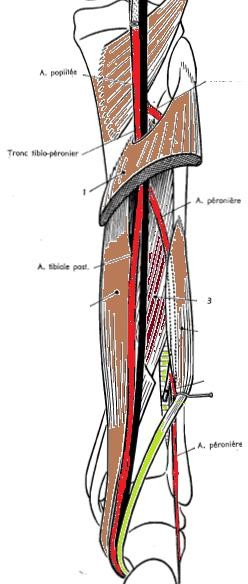 A. poplitée
Tronc tibio-péronier
1
A. péronière
A. tibiale post.
3
A. péronière